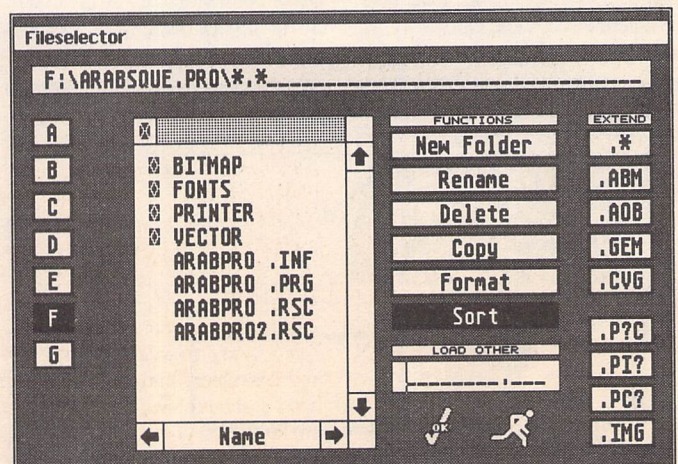 Fileselector
F:\ARABSQUE.PRO\*.*
A
B
C
D
E
F
G
BITMAP
FONTS
PRINTER
VECTOR
ARABPRO .INF
ARABPRO .PRG
ARABPRO .RSC
ARABPRO2.RSC
Name
FUNCTIONS
New Folder
Rename
Delete
Copy
Format
Sort
LOAD OTHER
OK
EXTEND
.*
.ABM
.AOB
.GEM
.CVG
.P?C
.PI?
.PC?
.IMG